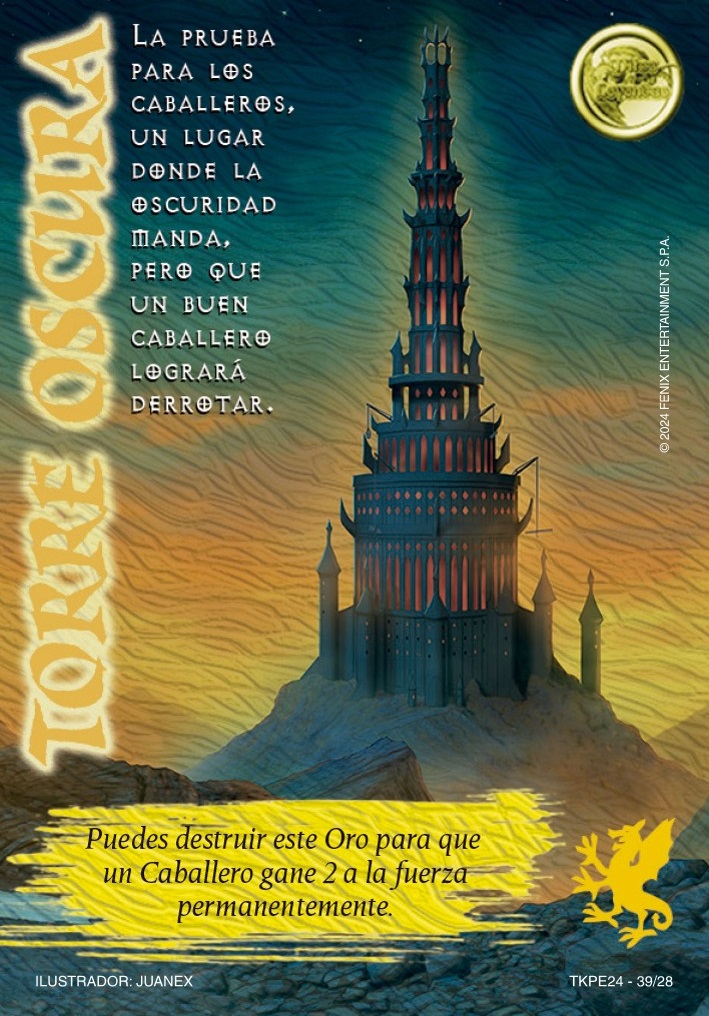 TORRE OSCURA
La prueba
para los
caballeros,
un lugar
donde la
oscuridad
manda,
pero que
un buen
caballero
logrará
derrotar.
Mitos
y
Leyendas
© 2024 FENIX ENTERTAINMENT S.P.A.
Puedes destruir este Oro para que
un Caballero gane 2 a la fuerza
permanentemente.
ILUSTRADOR: JUANEX
TKPE24 - 39/28